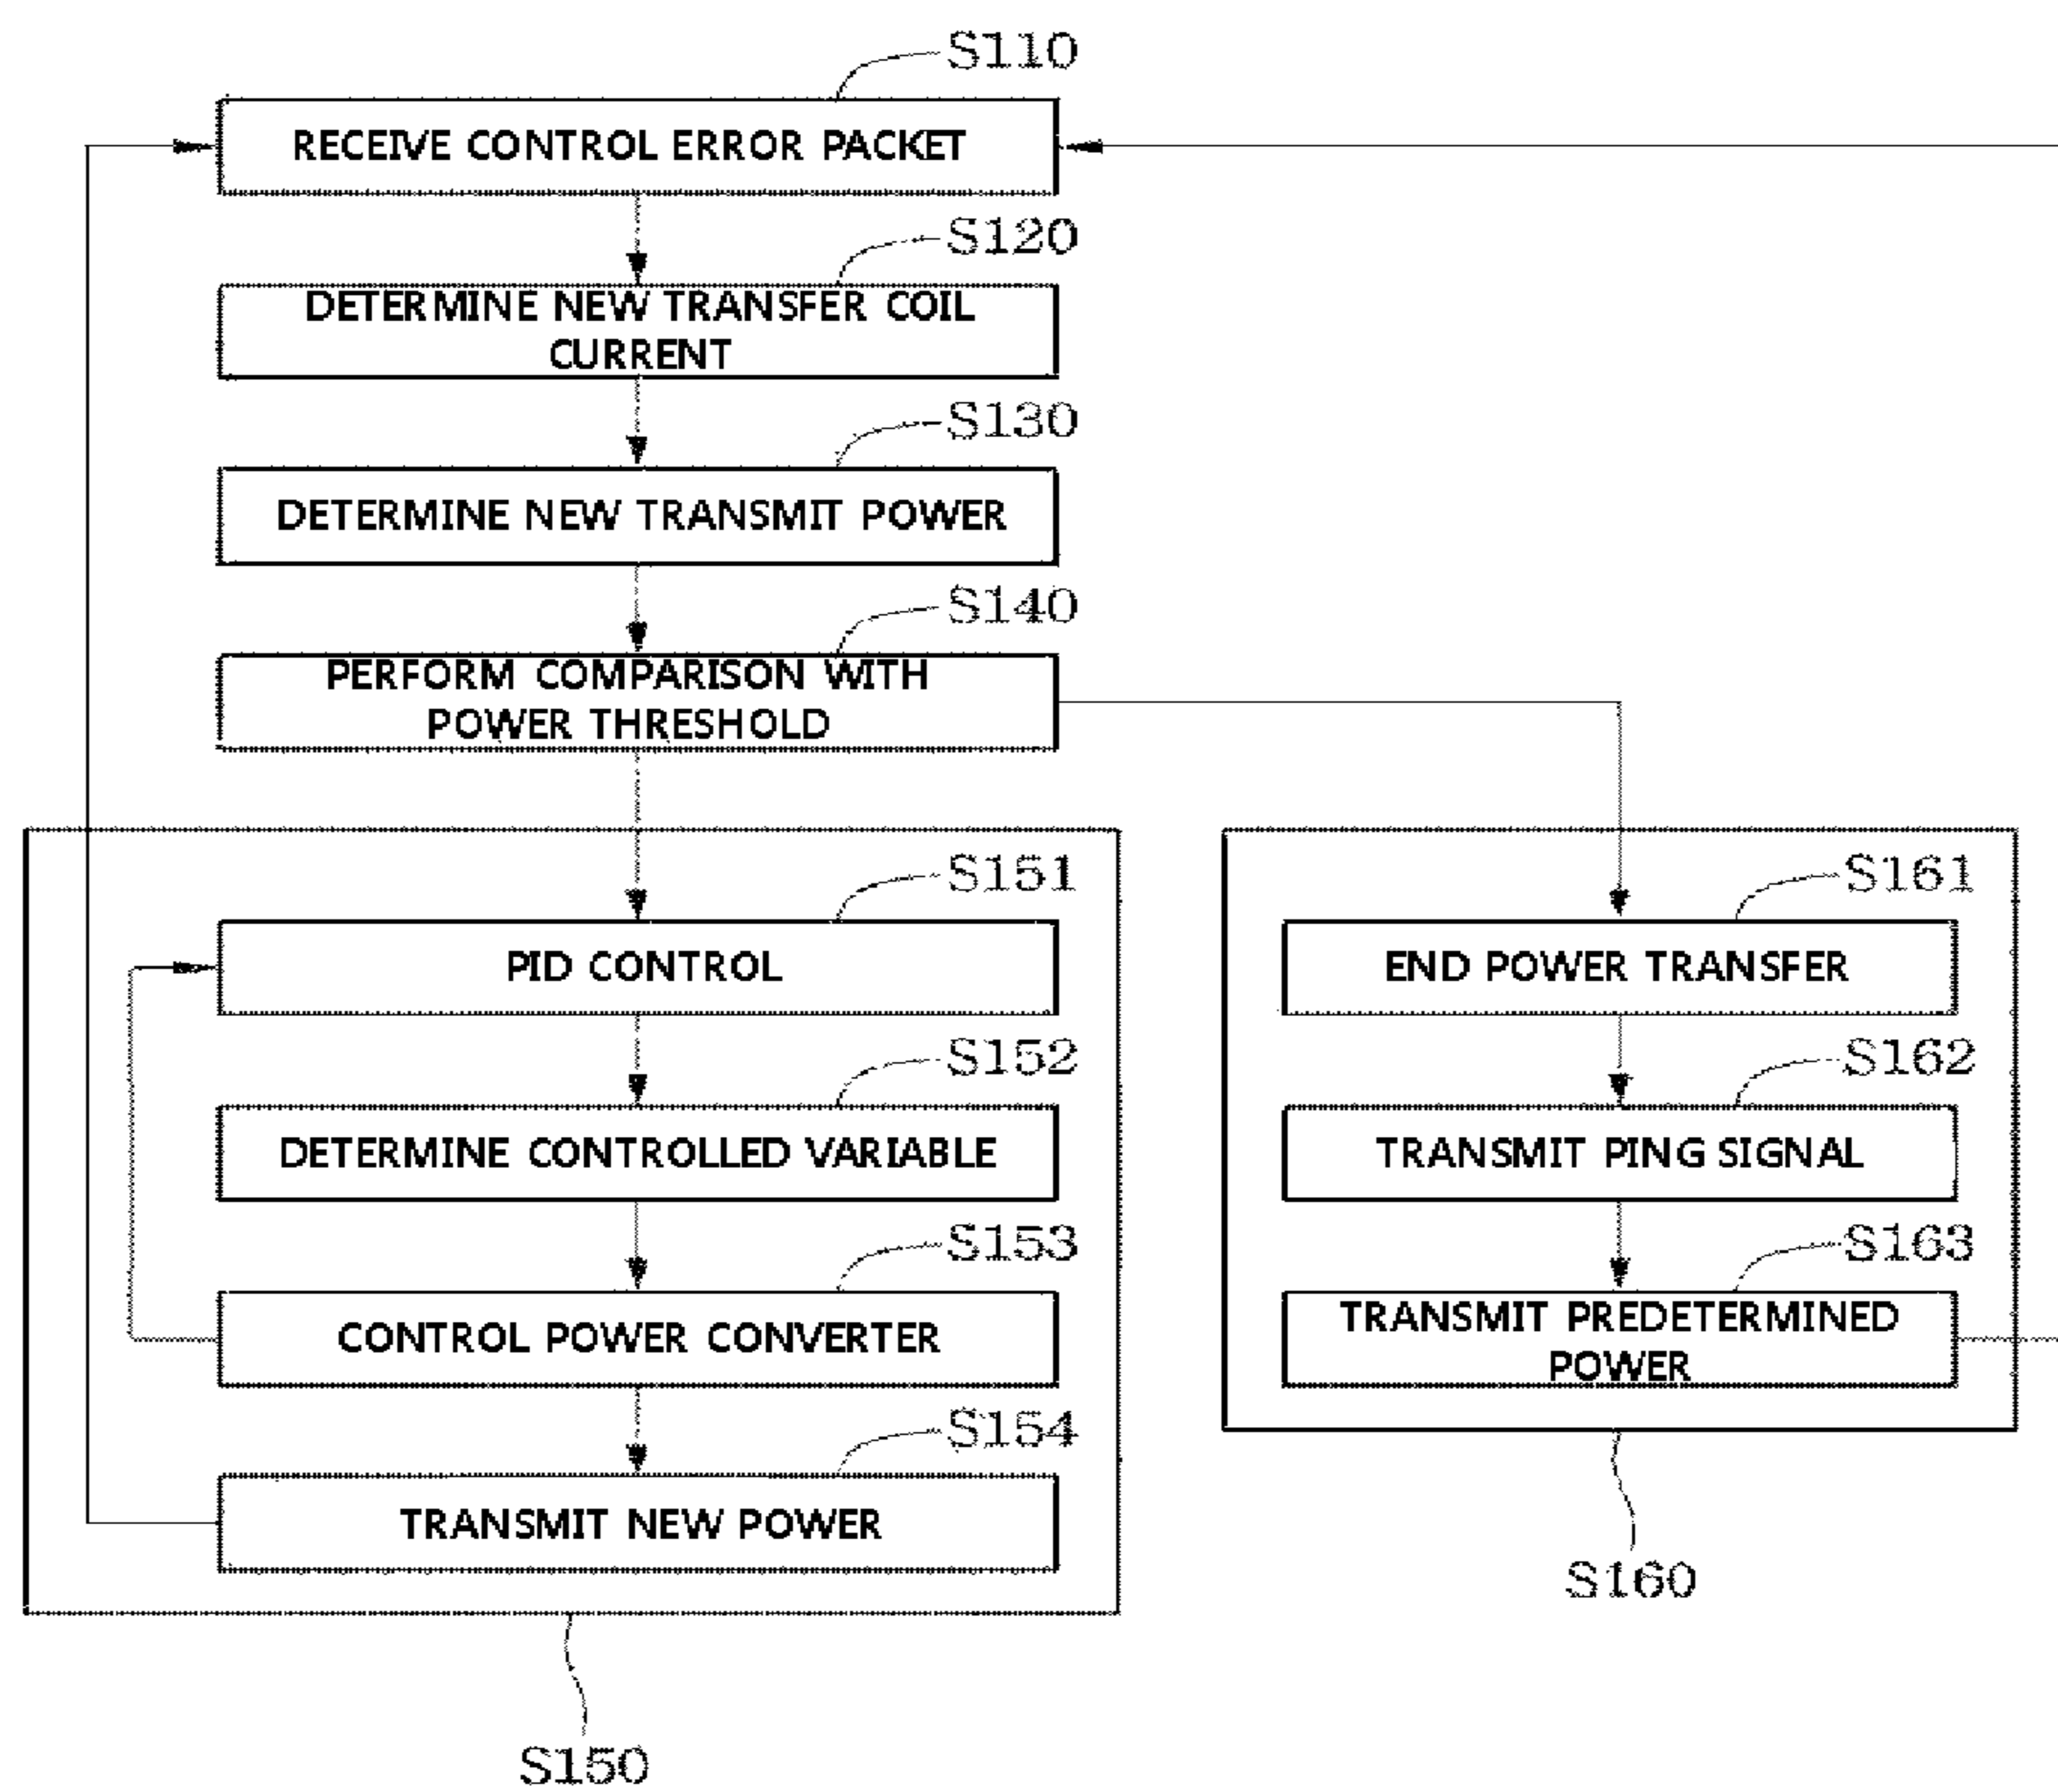 S110
RECEIVE CONTROL ERROR PACKET
S120
DETERMINE NEW TRANSFER COIL
CURRENT
S130
DETERMINE NEW TRANSMIT POWER
S140
PERFORM COMPARISON WITH
POWER THRESHOLD
S151
PID CONTROL
S152
DETERMINE CONTROLLED VARIABLE
S153
CONTROL POWER CONVERTER
S154
TRANSMIT NEW POWER
S150
S161
END POWER TRANSFER
S162
TRANSMIT PING SIGNAL
S163
TRANSMIT PREDETERMINED
POWER
S160